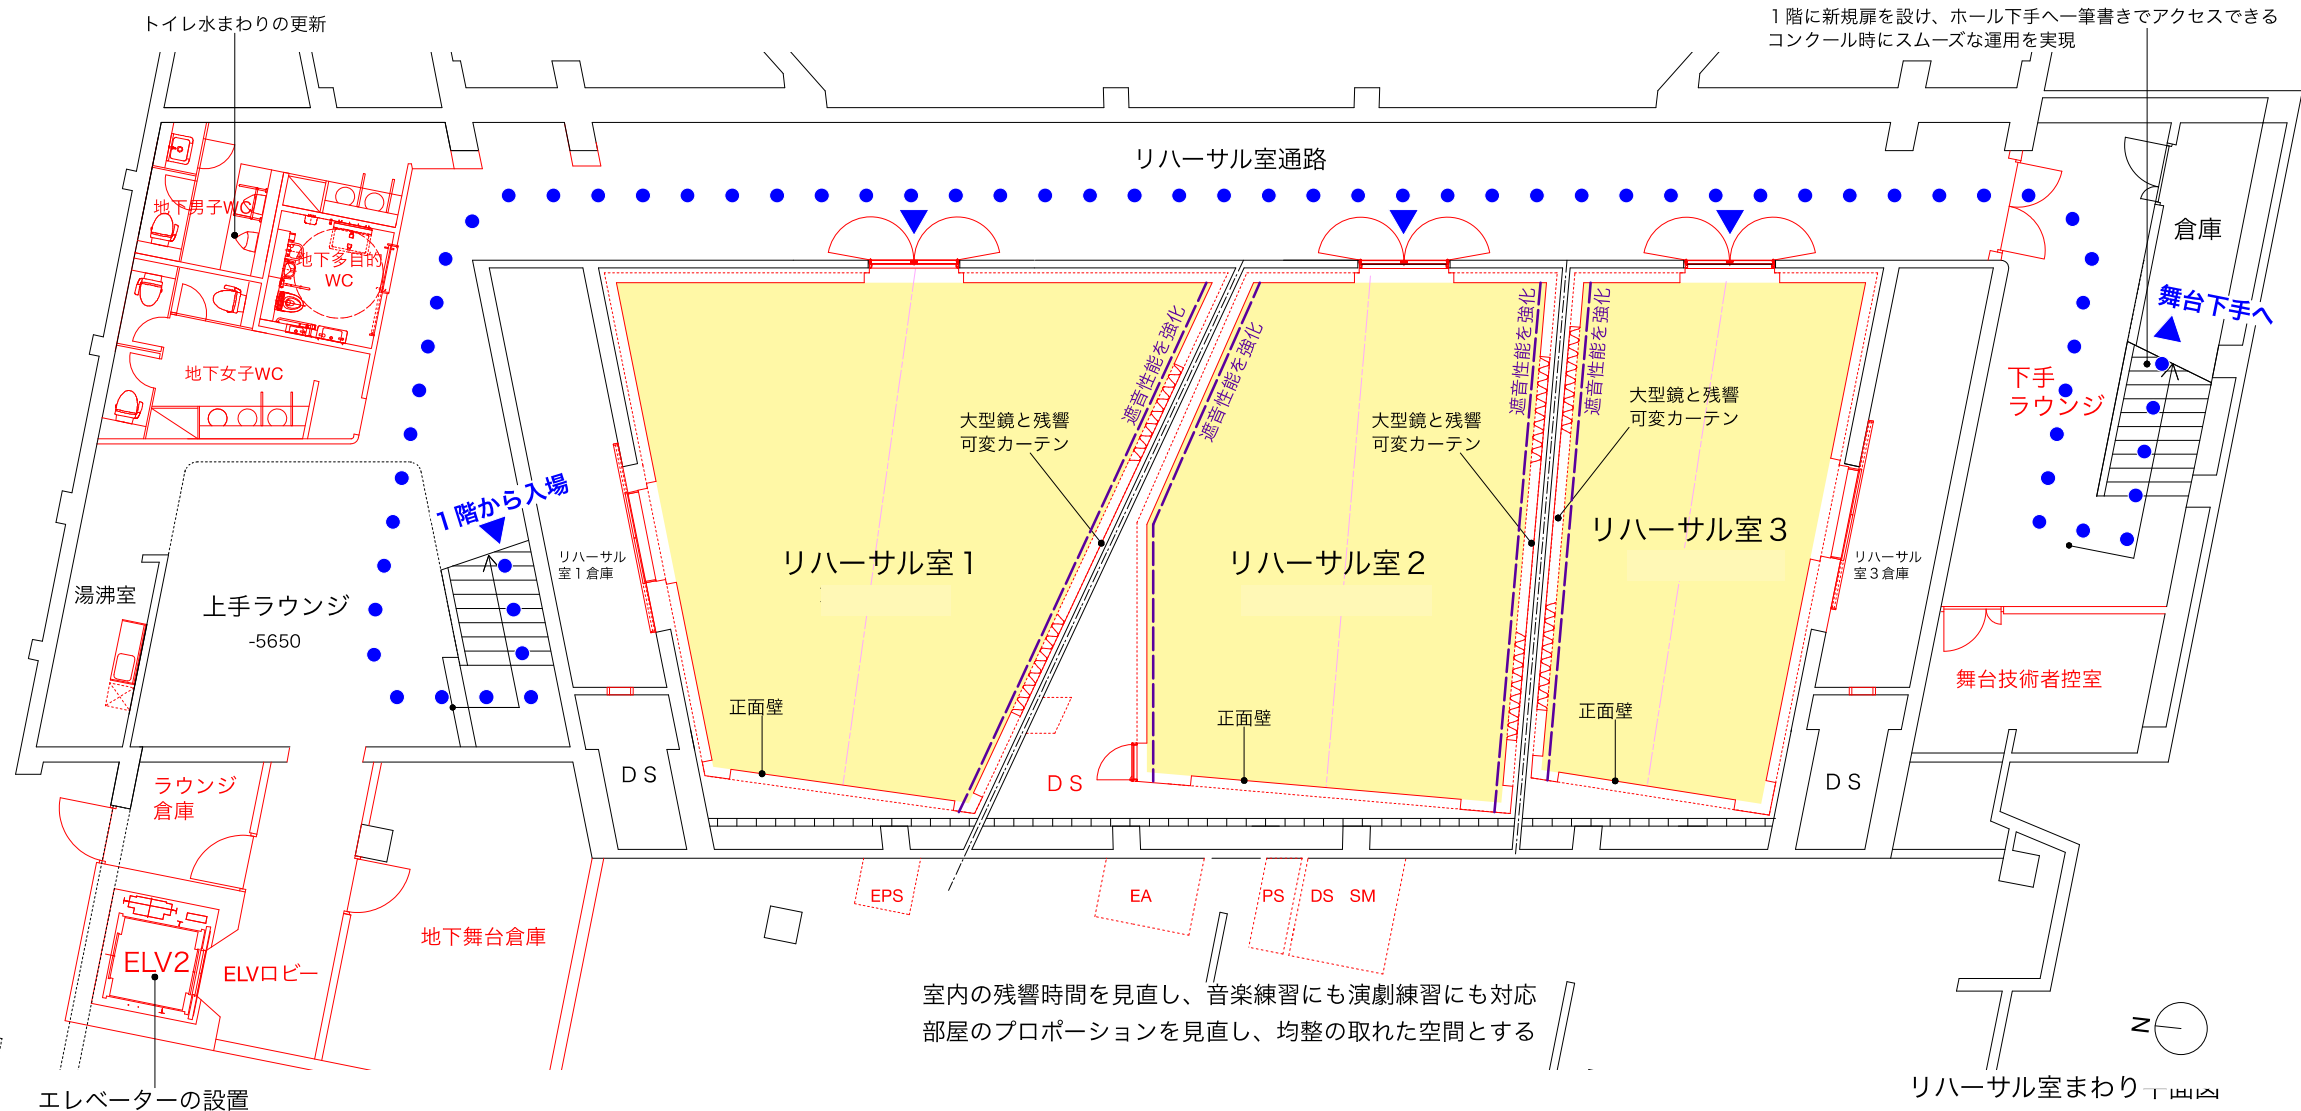 トイレ水まわりの更新
1階に新規扉を設け、ホール下手へ一筆書きでアクセスできる
コンクール時にスムーズな運用を実現
リハーサル室通路
地下男子WC
地下多目的
WC
地下女子WC
倉庫
舞台下手へ
下手
ラウンジ
遮音性能を強化
遮音性能を強化
遮音性能を強化
遮音性能を強化
大型鏡と残響
可変カーテン
大型鏡と残響
可変カーテン
大型鏡と残響
可変カーテン
1階から入場
リハーサル
室1倉庫
リハーサル室1
リハーサル室2
リハーサル室3
リハーサル
室3倉庫
湯沸室
上手ラウンジ
-5650
舞台技術者控室
正面壁
正面壁
正面壁
DS
DS
DS
ラウンジ
倉庫
EPS
EA
PS
DS
SM
地下舞台倉庫
ELV2
ELVロビー
室内の残響時間を見直し、音楽練習にも演劇練習にも対応
部屋のプロポーションを見直し、均整の取れた空間とする
N
エレベーターの設置
リハーサル室まわり